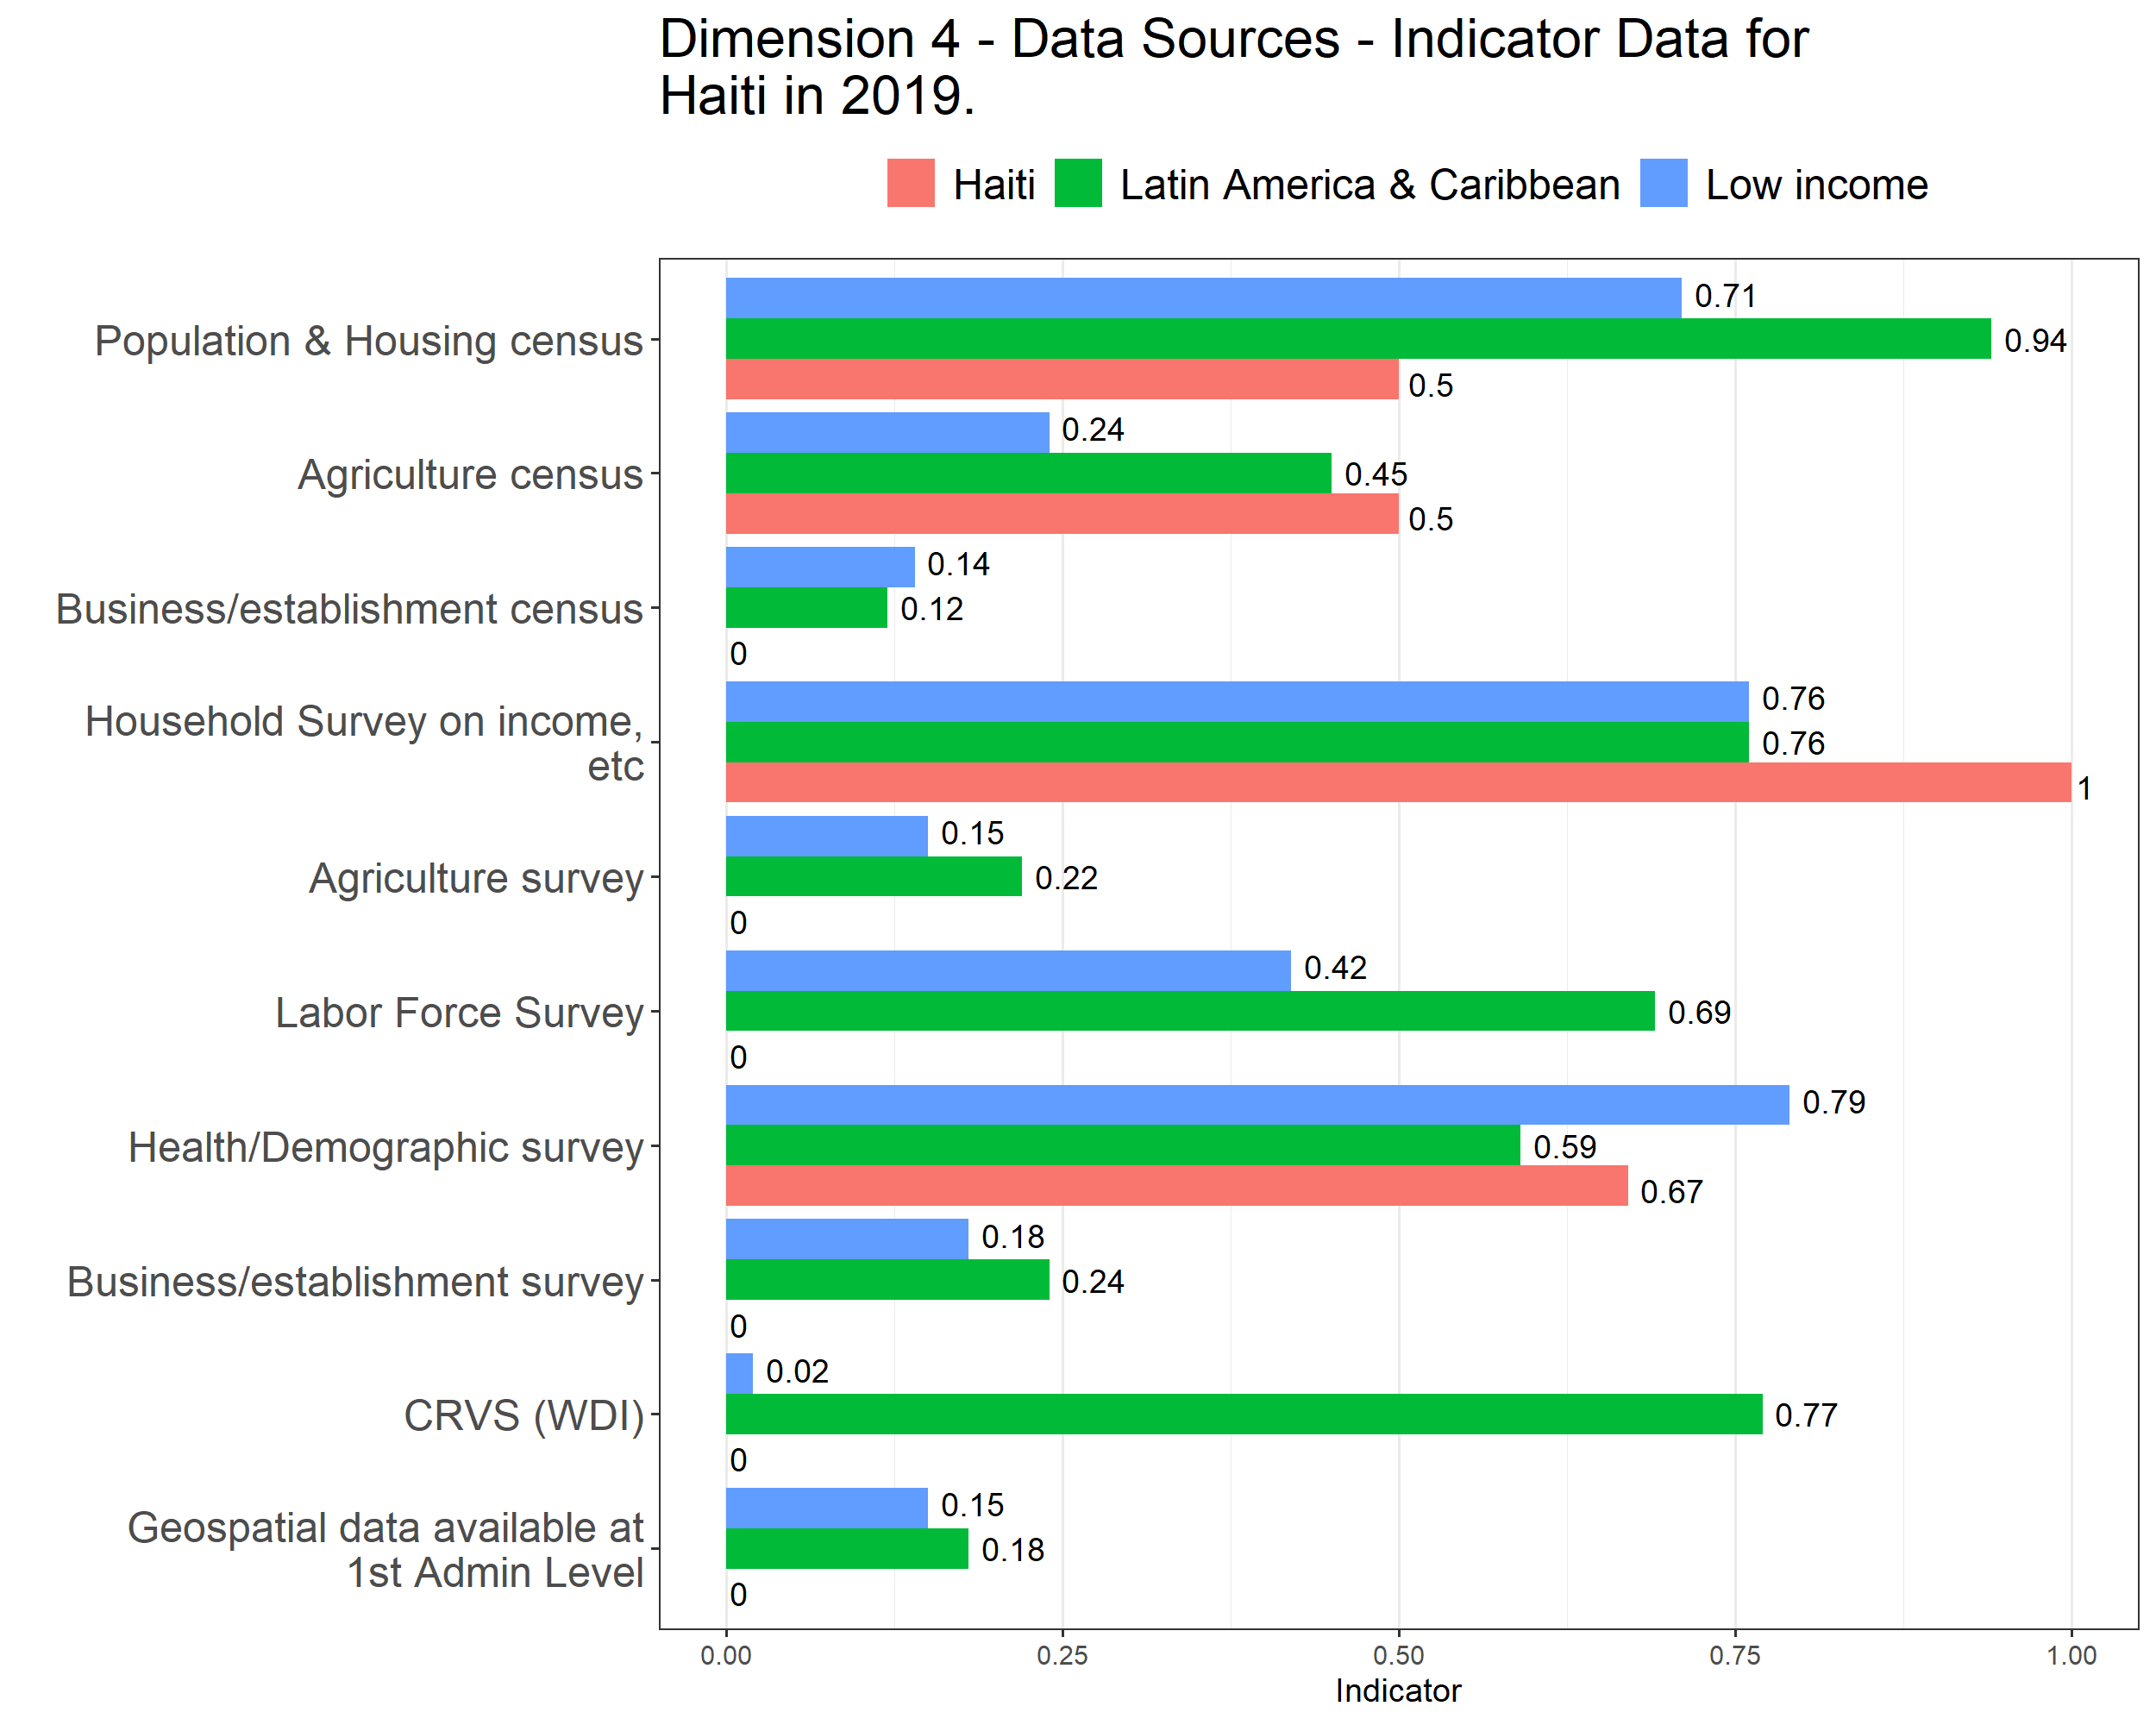 Dimension 4 - Data Sources - Indicator Data for
Haiti in 2019.
Haiti
Latin America & Caribbean
Low income
Population & Housing census
0.71
0.94
0.5
Agriculture census
0.24
0.45
0.5
Business/establishment census
0.14
0.12
0
Household Survey on income,
etc
0.76
0.76
1
Agriculture survey
0.15
0.22
0
Labor Force Survey
0.42
0.69
0
Health/Demographic survey
0.79
0.59
0.67
Business/establishment survey
0.18
0.24
0
CRVS (WDI)
0.02
0.77
0
Geospatial data available at
1st Admin Level
0.15
0.18
0
0.00
0.25
0.50
0.75
1.00
Indicator